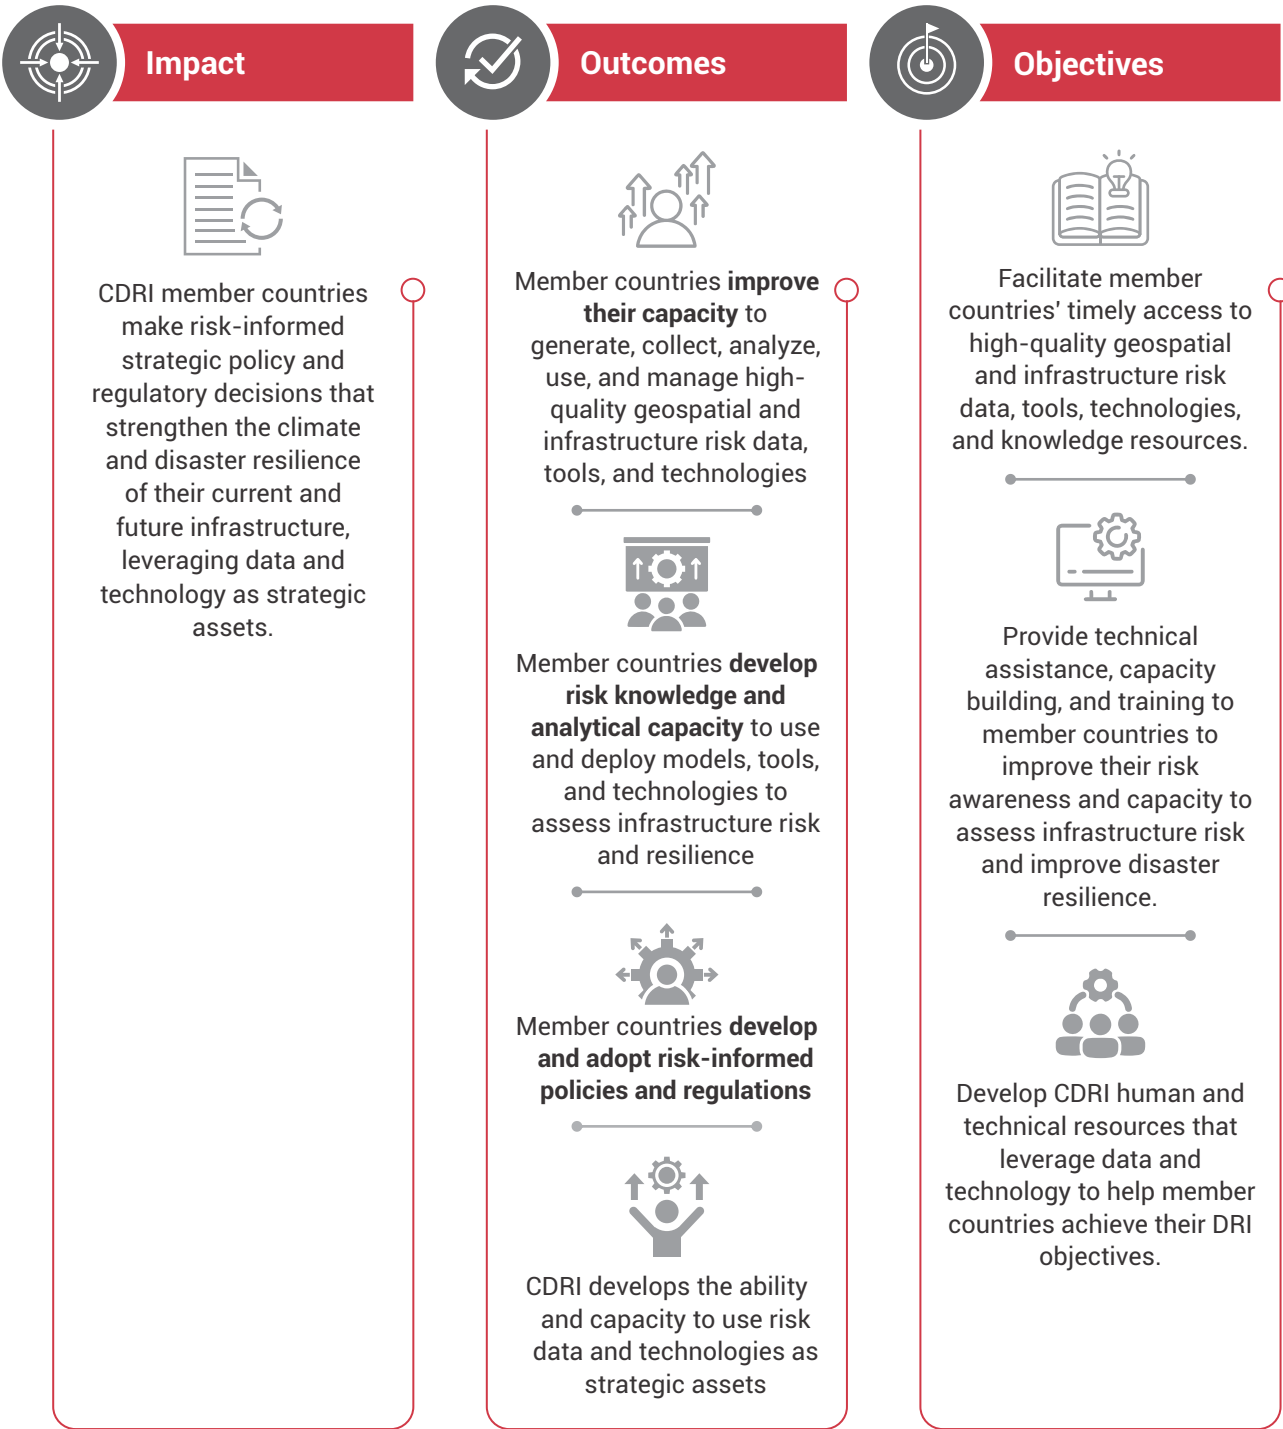 Impact
CDRI member countries
make risk-informed
strategic policy and
regulatory decisions that
strengthen the climate
and disaster resilience
of their current and
future infrastructure,
leveraging data and
technology as strategic
assets.
Outcomes
Member countries improve
their capacity to
generate, collect, analyze,
use, and manage high-
quality geospatial and
infrastructure risk data,
tools, and technologies
Member countries develop
risk knowledge and
analytical capacity to use
and deploy models, tools,
and technologies to
assess infrastructure risk
and resilience
Member countries develop
and adopt risk-informed
policies and regulations
CDRI develops the ability
and capacity to use risk
data and technologies as
strategic assets
Objectives
Facilitate member
countries' timely access to
high-quality geospatial
and infrastructure risk
data, tools, technologies,
and knowledge resources.
Provide technical
assistance, capacity
building, and training to
member countries to
improve their risk
awareness and capacity to
assess infrastructure risk
and improve disaster
resilience.
Develop CDRI human and
technical resources that
leverage data and
technology to help member
countries achieve their DRI
objectives.